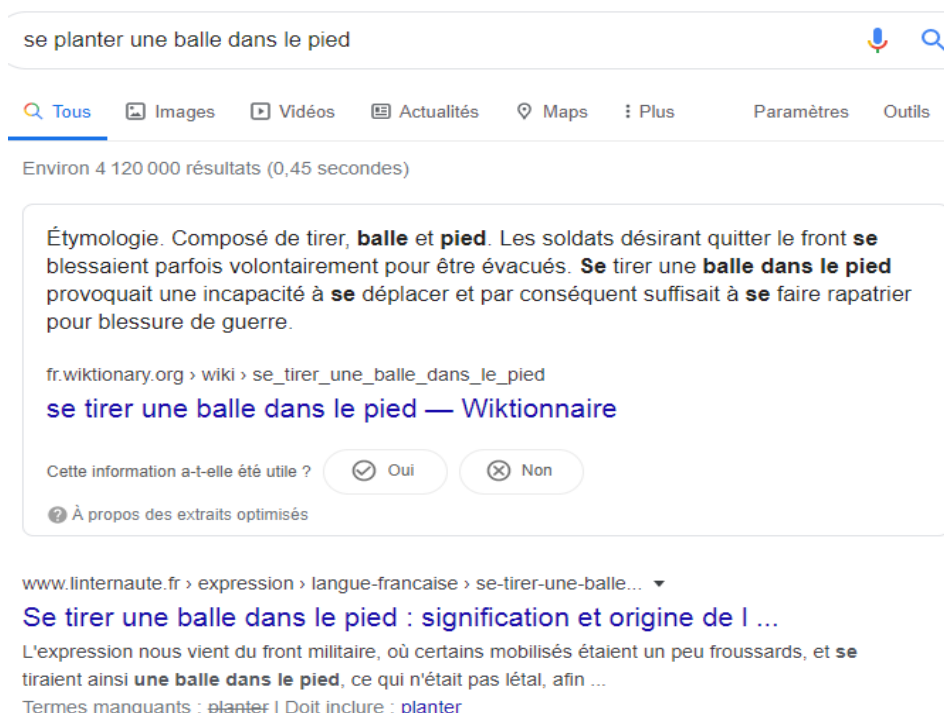 se planter une balle dans le pied
Tous Images Vidéos Actualités Maps Plus Paramètres Outils
Environ 4 120 000 résultats (0,45 secondes)
Étymologie. Composé de tirer, balle et pied. Les soldats désirant quitter le front se
blessaient parfois volontairement pour être évacués. Se tirer une balle dans le pied
provoquait une incapacité à se déplacer et par conséquent suffisait à se faire rapatrier
pour blessure de guerre.
fr.wiktionary.org › wiki › se_tirer_une_balle_dans_le_pied
se tirer une balle dans le pied — Wiktionnaire
Cette information a-t-elle été utile ? Oui Non
À propos des extraits optimisés
www.linternaute.fr › expression › langue-francaise › se-tirer-une-balle...
Se tirer une balle dans le pied : signification et origine de l ...
L'expression nous vient du front militaire, où certains mobilisés étaient un peu froussards, et se
tiraient ainsi une balle dans le pied, ce qui n'était pas létal, afin ...
Termes manquants : planter | Doit inclure : planter